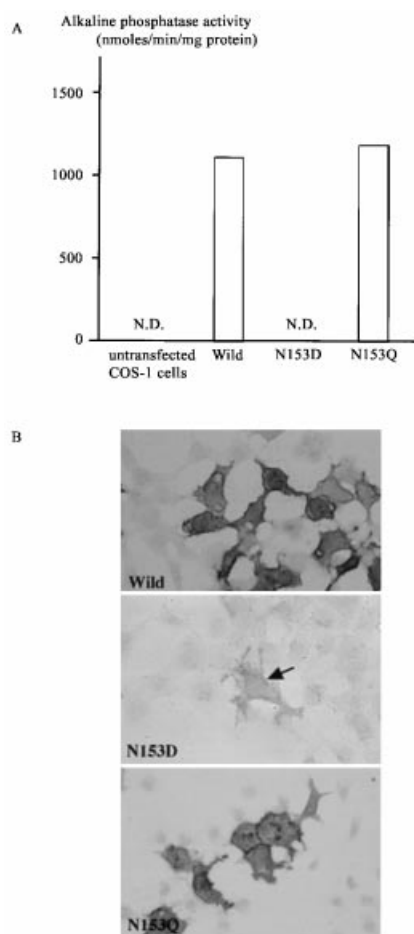 A
Alkaline phosphatase activity
(nmoles/min/mg protein)
1500
1000
500
0
N.D.
N.D.
untransfected
COS-1 cells
Wild
N153D
N153Q
B
Wild
N153D
N153Q